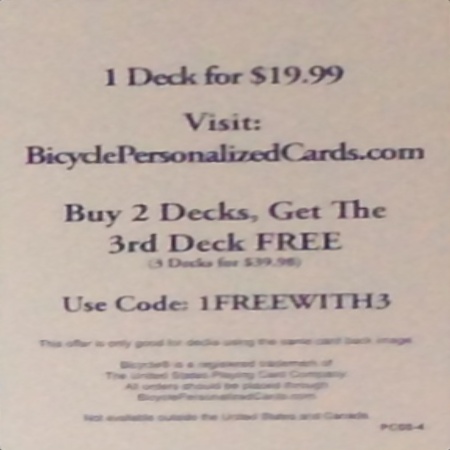 1 Deck for $19.99
Visit:
BicyclePersonalizedCards.com
Buy 2 Decks, Get The
3rd Deck FREE
(3 Decks for $39.98)
Use Code: 1FREEWITH3
This offer is only good for decks using the same card back image
Bicycle® is a registered trademark of
The United States Playing Card Company.
All orders should be placed through
BicyclePersonalizedCards.com
Not available outside the United States and Canada